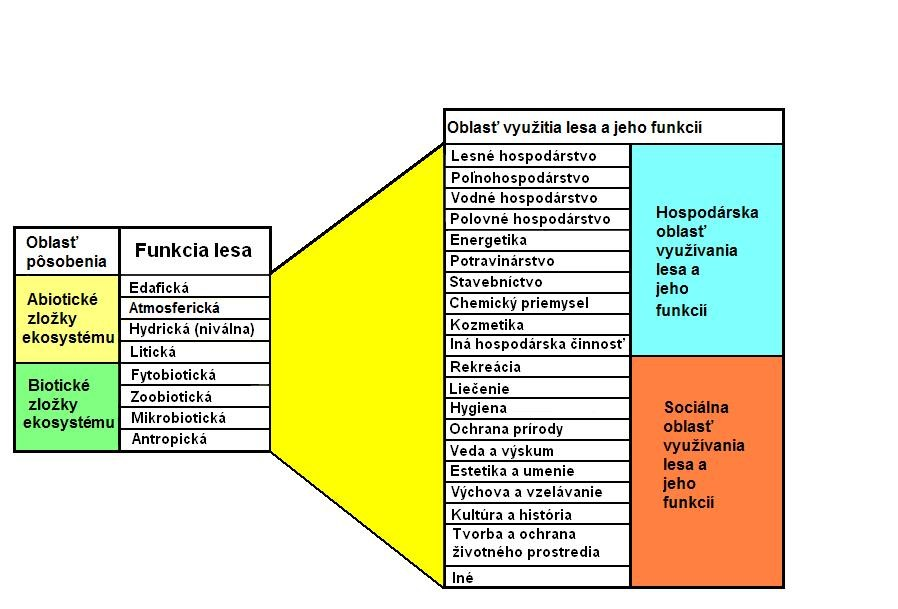 Oblasť využitia lesa a jeho funkcií
Lesné hospodárstvo
Poľnohospodárstvo
Vodné hospodárstvo
Polovné hospodárstvo
Energetika
Potravinárstvo
Stavebníctvo
Chemický priemysel
Kozmetika
Iná hospodárska činnosť
Rekreácia
Liečenie
Hygiena
Ochrana prírody
Veda a výskum
Estetika a umenie
Výchova a vzelávanie
Kultúra a história
Tvorba a ochrana
životného prostredia
Iné
Hospodárska
oblasť
využívania
lesa a
jeho
funkcií
Sociálna
oblasť
využívania
lesa a
jeho
funkcií
Oblasť
pôsobenia
Funkcia lesa
Abiotické
zložky
ekosystému
Edafická
Atmosferická
Hydrická (niválna)
Litická
Biotické
zložky
ekosystému
Fytobiotická
Zoobiotická
Mikrobiotická
Antropická